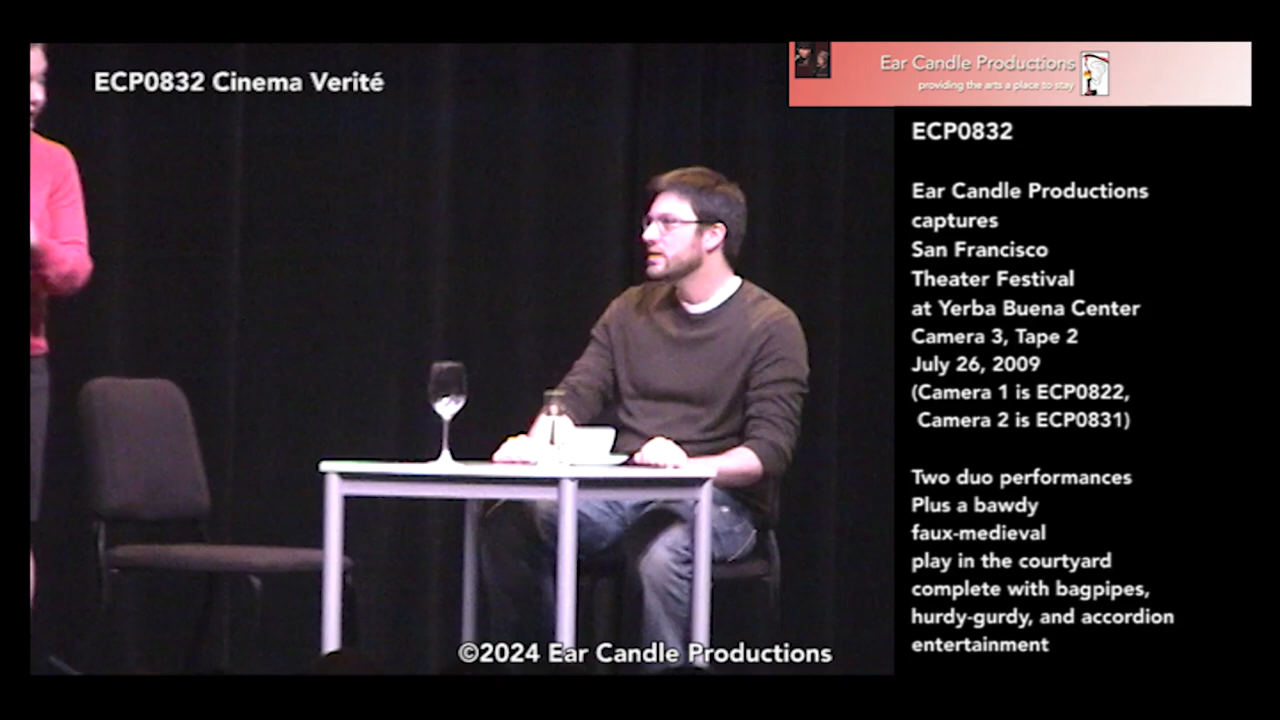 ECP0832 Cinema Verité
Ear Candle Productions
providing the arts a place to stay
ECP0832
Ear Candle Productions
captures
San Francisco
Theater Festival
at Yerba Buena Center
Camera 3, Tape 2
July 26, 2009
(Camera 1 is ECP0822,
Camera 2 is ECP0831)
Two duo performances
Plus a bawdy
faux-medieval
play in the courtyard
complete with bagpipes,
hurdy-gurdy, and accordion
entertainment
©2024 Ear Candle Productions